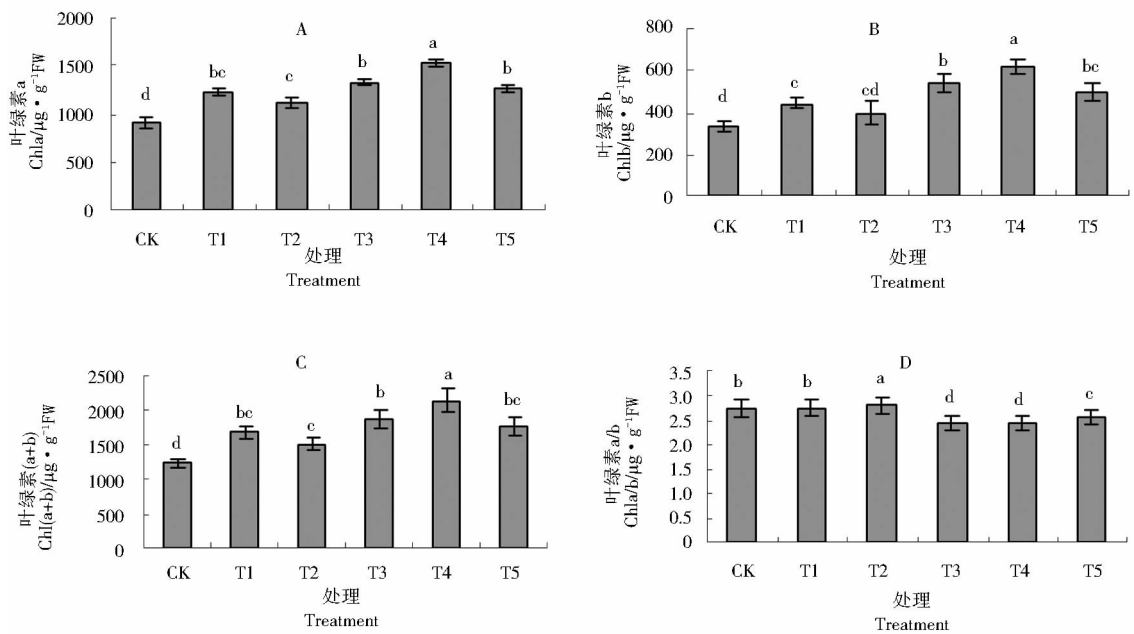 A
叶绿素a
Chla/μg·g⁻¹FW
2000
1500
1000
500
0
d
bc
c
b
a
b
CK T1 T2 T3 T4 T5
处理
Treatment
B
叶绿素b
Chlb/μg·g⁻¹FW
800
600
400
200
0
d
c
cd
b
a
bc
CK T1 T2 T3 T4 T5
处理
Treatment
C
叶绿素(a+b)
Chl(a+b)/μg·g⁻¹FW
2500
2000
1500
1000
500
0
d
bc
c
b
a
bc
CK T1 T2 T3 T4 T5
处理
Treatment
D
叶绿素a/b
Chla/b/μg·g⁻¹FW
3.5
3.0
2.5
2.0
1.5
1.0
0.5
0
b
b
a
d
d
c
CK T1 T2 T3 T4 T5
处理
Treatment